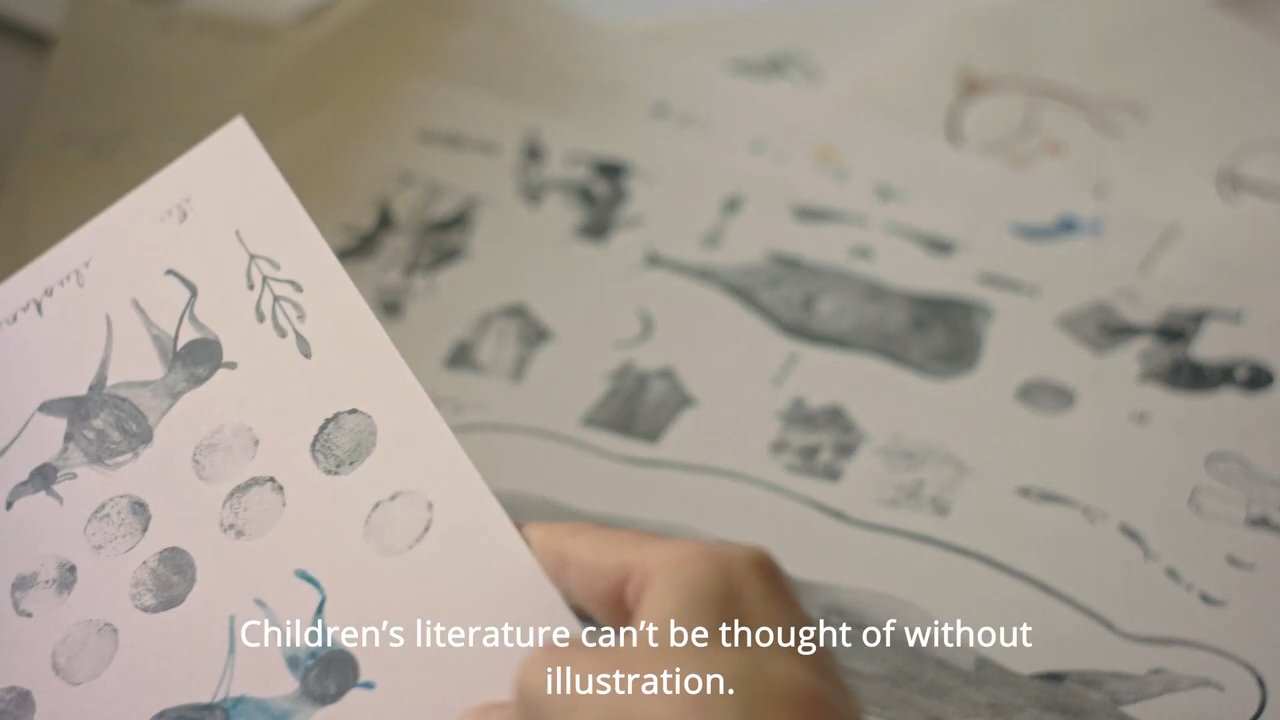 Children’s literature can’t be thought of without
illustration.